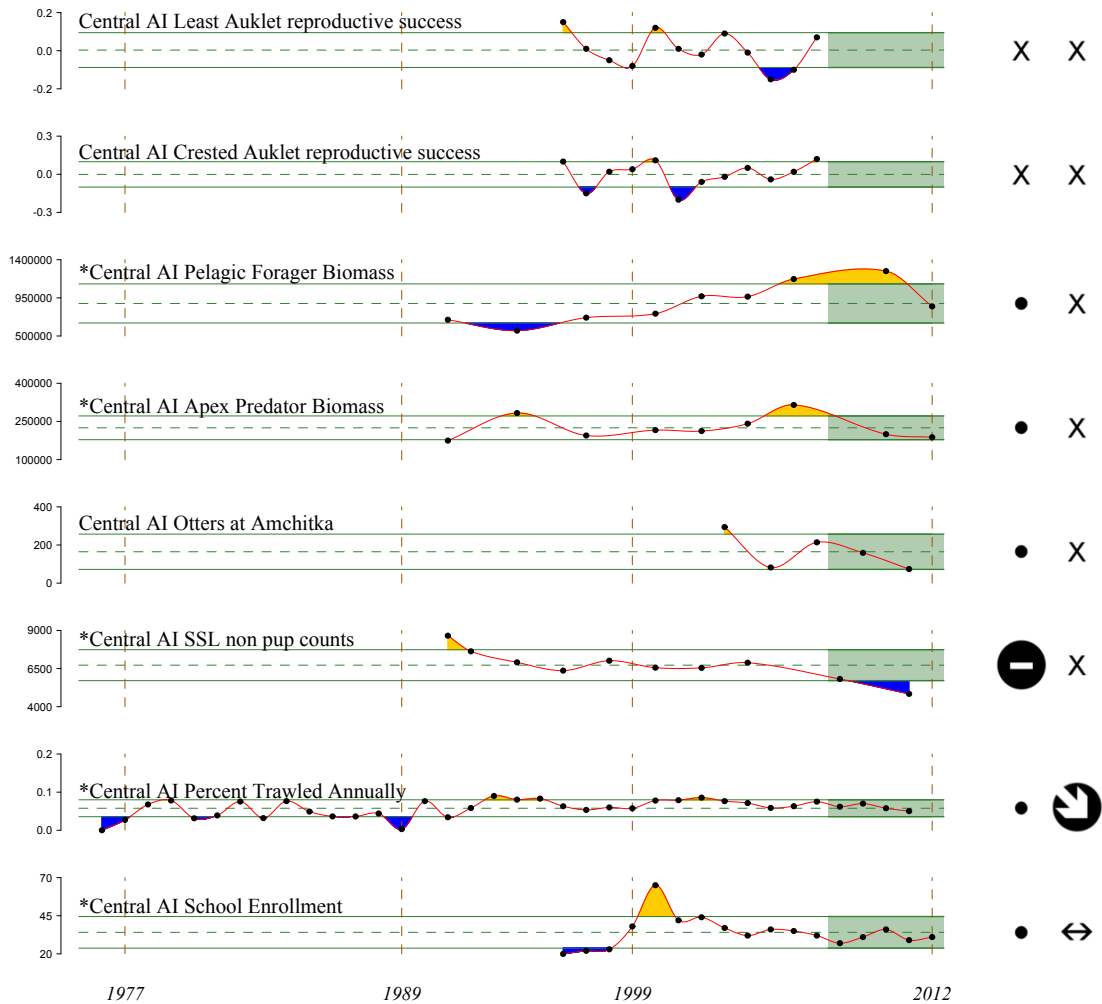 Central AI Least Auklet reproductive success
0.2
0.0
-0.2
X X
Central AI Crested Auklet reproductive success
0.3
0.0
-0.3
X X
*Central AI Pelagic Forager Biomass
1400000
950000
500000
X
*Central AI Apex Predator Biomass
400000
250000
100000
X
Central AI Otters at Amchitka
400
200
0
X
*Central AI SSL non pup counts
9000
6500
4000
X
*Central AI Percent Trawled Annually
0.2
0.1
0.0
*Central AI School Enrollment
70
45
20
1977 1989 1999 2012